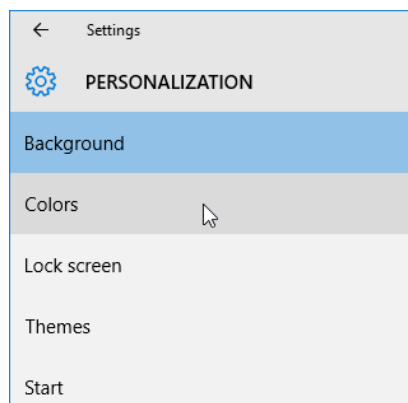 Settings
PERSONALIZATION
Background
Colors
Lock screen
Themes
Start